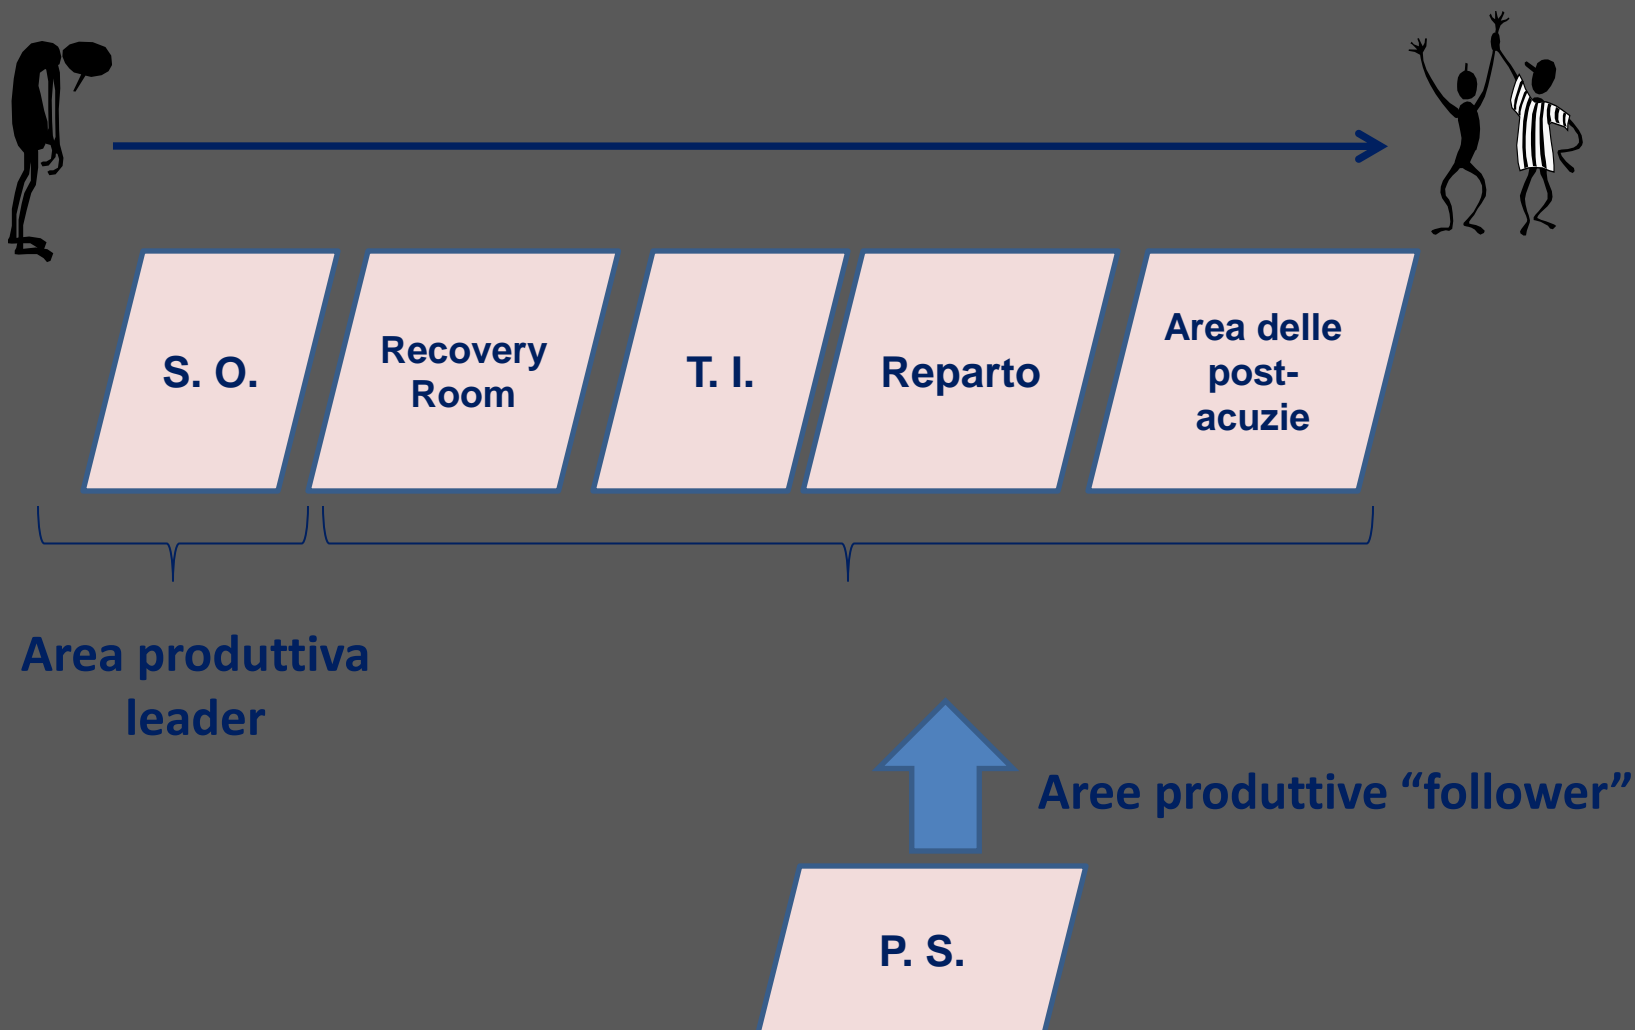 S. O.
Recovery
Room
T. I.
Reparto
Area delle
post-
acuzie
Area produttiva
leader
Aree produttive “follower”
P. S.